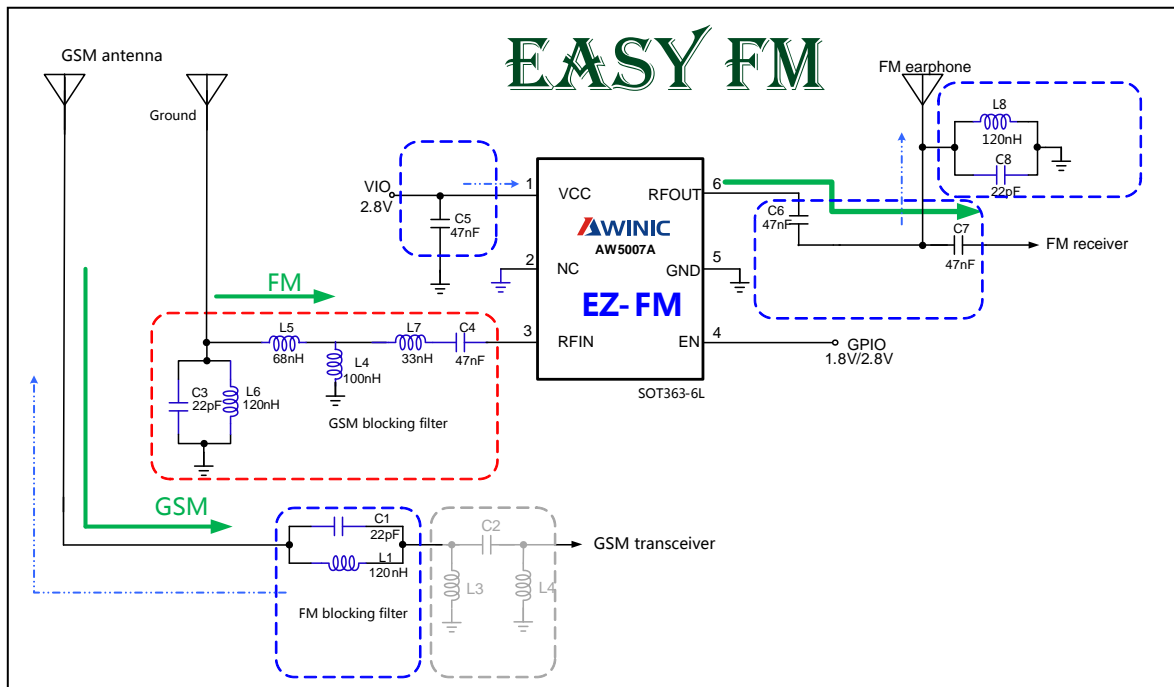 EASY FM
GSM antenna
Ground
FM earphone
L8
120nH
C8
22pF
VIO
2.8V
C5
47nF
1
VCC
6
RFOUT
AWINIC
AW5007A
2
NC
5
GND
EZ-FM
3
RFIN
4
EN
SOT363-6L
C6
47nF
C7
47nF
FM receiver
GPIO
1.8V/2.8V
FM
L5
68nH
L7
33nH
C4
47nF
L4
100nH
C3
22pF
L6
120nH
GSM blocking filter
GSM
C1
22pF
L1
120nH
FM blocking filter
C2
L3
L4
GSM transceiver